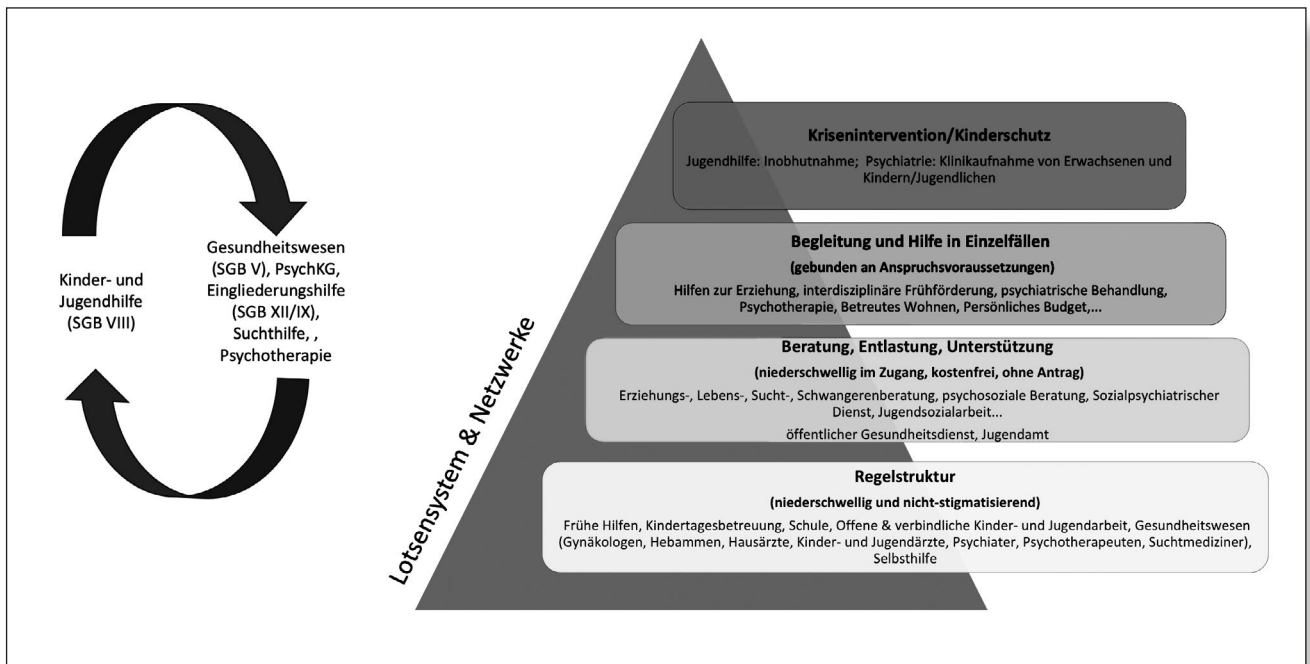 Kinder- und
Jugendhilfe
(SGB VIII)
Gesundheitswesen
(SGB V), PsychKG,
Eingliederungshilfe
(SGB XII/IX),
Suchthilfe, ,
Psychotherapie
Lotsensystem & Netzwerke
Krisenintervention/Kinderschutz
Jugendhilfe: Inobhutnahme; Psychiatrie: Klinikaufnahme von Erwachsenen und
Kindern/Jugendlichen
Begleitung und Hilfe in Einzelfällen
(gebunden an Anspruchsvoraussetzungen)
Hilfen zur Erziehung, interdisziplinäre Frühförderung, psychiatrische Behandlung,
Psychotherapie, Betreutes Wohnen, Persönliches Budget,...
Beratung, Entlastung, Unterstützung
(niederschwellig im Zugang, kostenfrei, ohne Antrag)
Erziehungs-, Lebens-, Sucht-, Schwangerenberatung, psychosoziale Beratung, Sozialpsychiatrischer
Dienst, Jugendsozialarbeit...
öffentlicher Gesundheitsdienst, Jugendamt
Regelstruktur
(niederschwellig und nicht-stigmatisierend)
Frühe Hilfen, Kindertagesbetreuung, Schule, Offene & verbindliche Kinder- und Jugendarbeit, Gesundheitswesen
(Gynäkologen, Hebammen, Hausärzte, Kinder- und Jugendärzte, Psychiater, Psychotherapeuten, Suchtmediziner),
Selbsthilfe